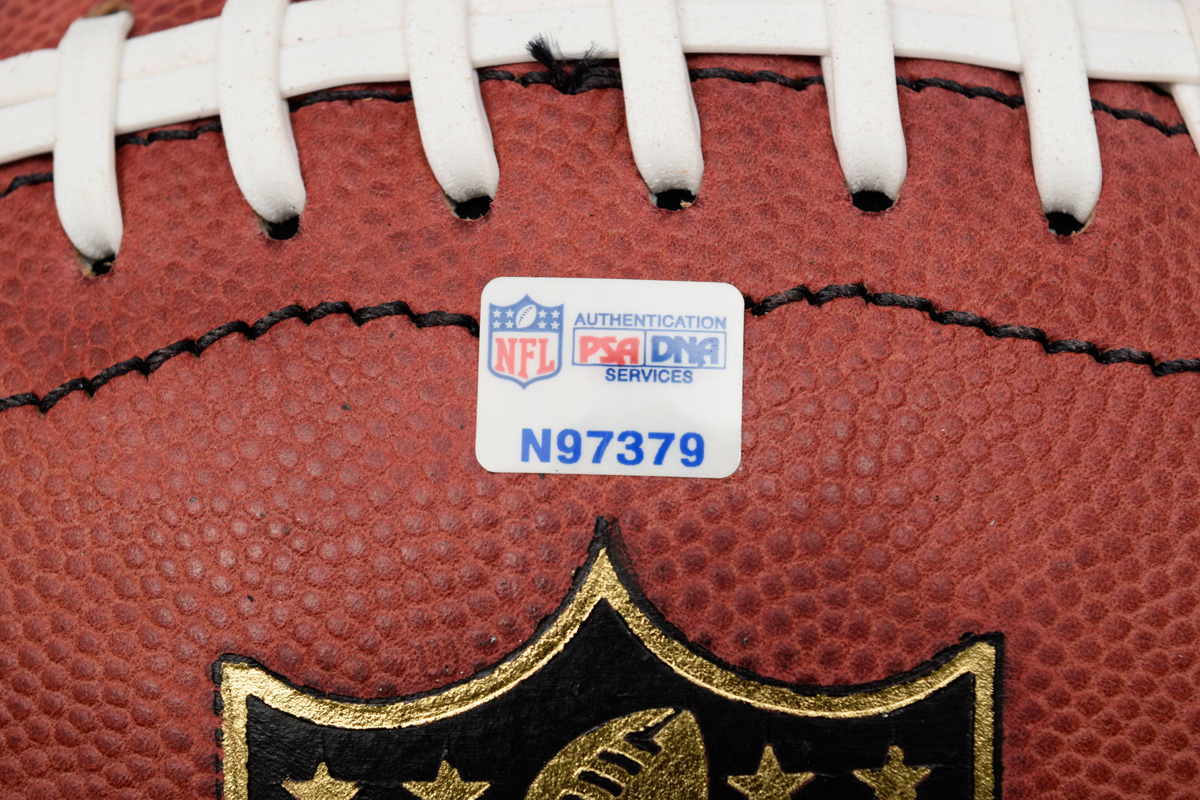 NFL
AUTHENTICATION
PSA DNA
SERVICES
N97379